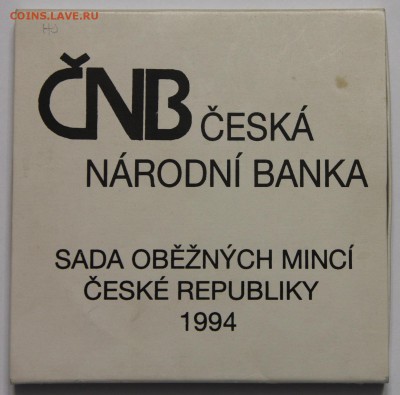 COINS.LAVE.RU
ČNB ČESKÁ
NÁRODNÍ BANKA
SADA OBĚŽNÝCH MINCÍ
ČESKÉ REPUBLIKY
1994